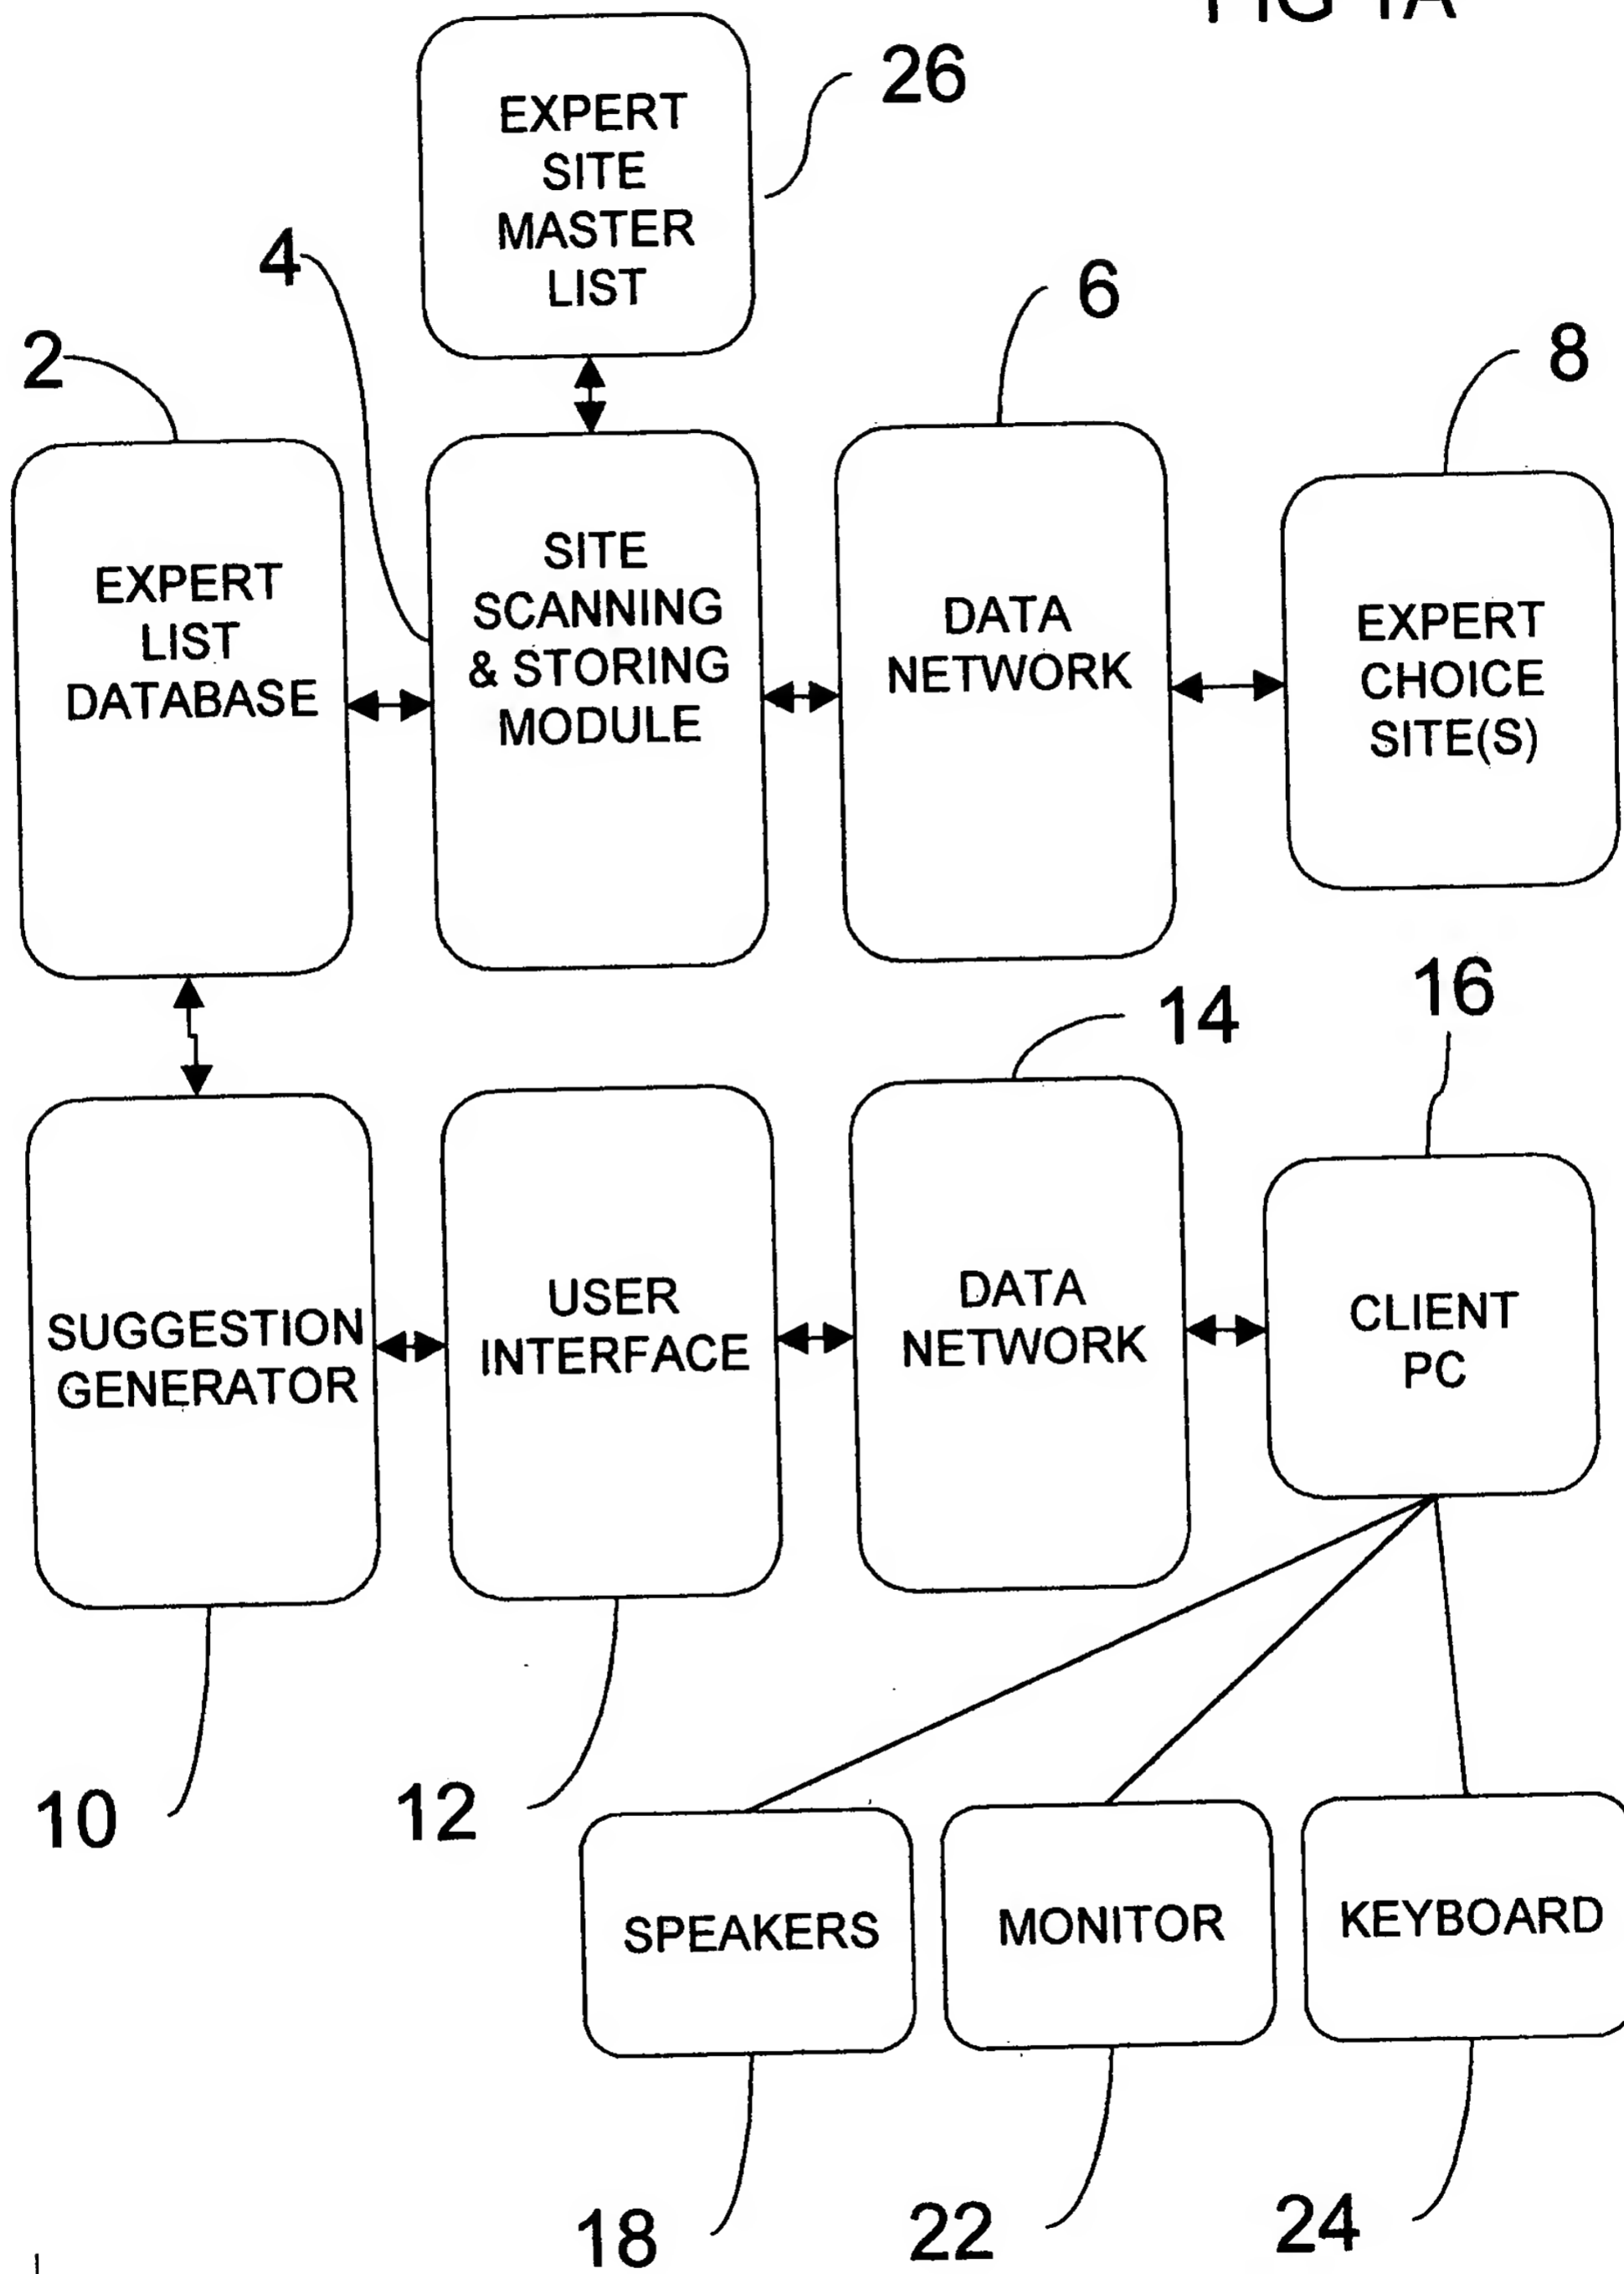 FIG 1A
26
EXPERT
SITE
MASTER
LIST
4
6
2
8
EXPERT
LIST
DATABASE
SITE
SCANNING
& STORING
MODULE
DATA
NETWORK
EXPERT
CHOICE
SITE(S)
14
16
SUGGESTION
GENERATOR
USER
INTERFACE
DATA
NETWORK
CLIENT
PC
10
12
SPEAKERS
MONITOR
KEYBOARD
18
22
24